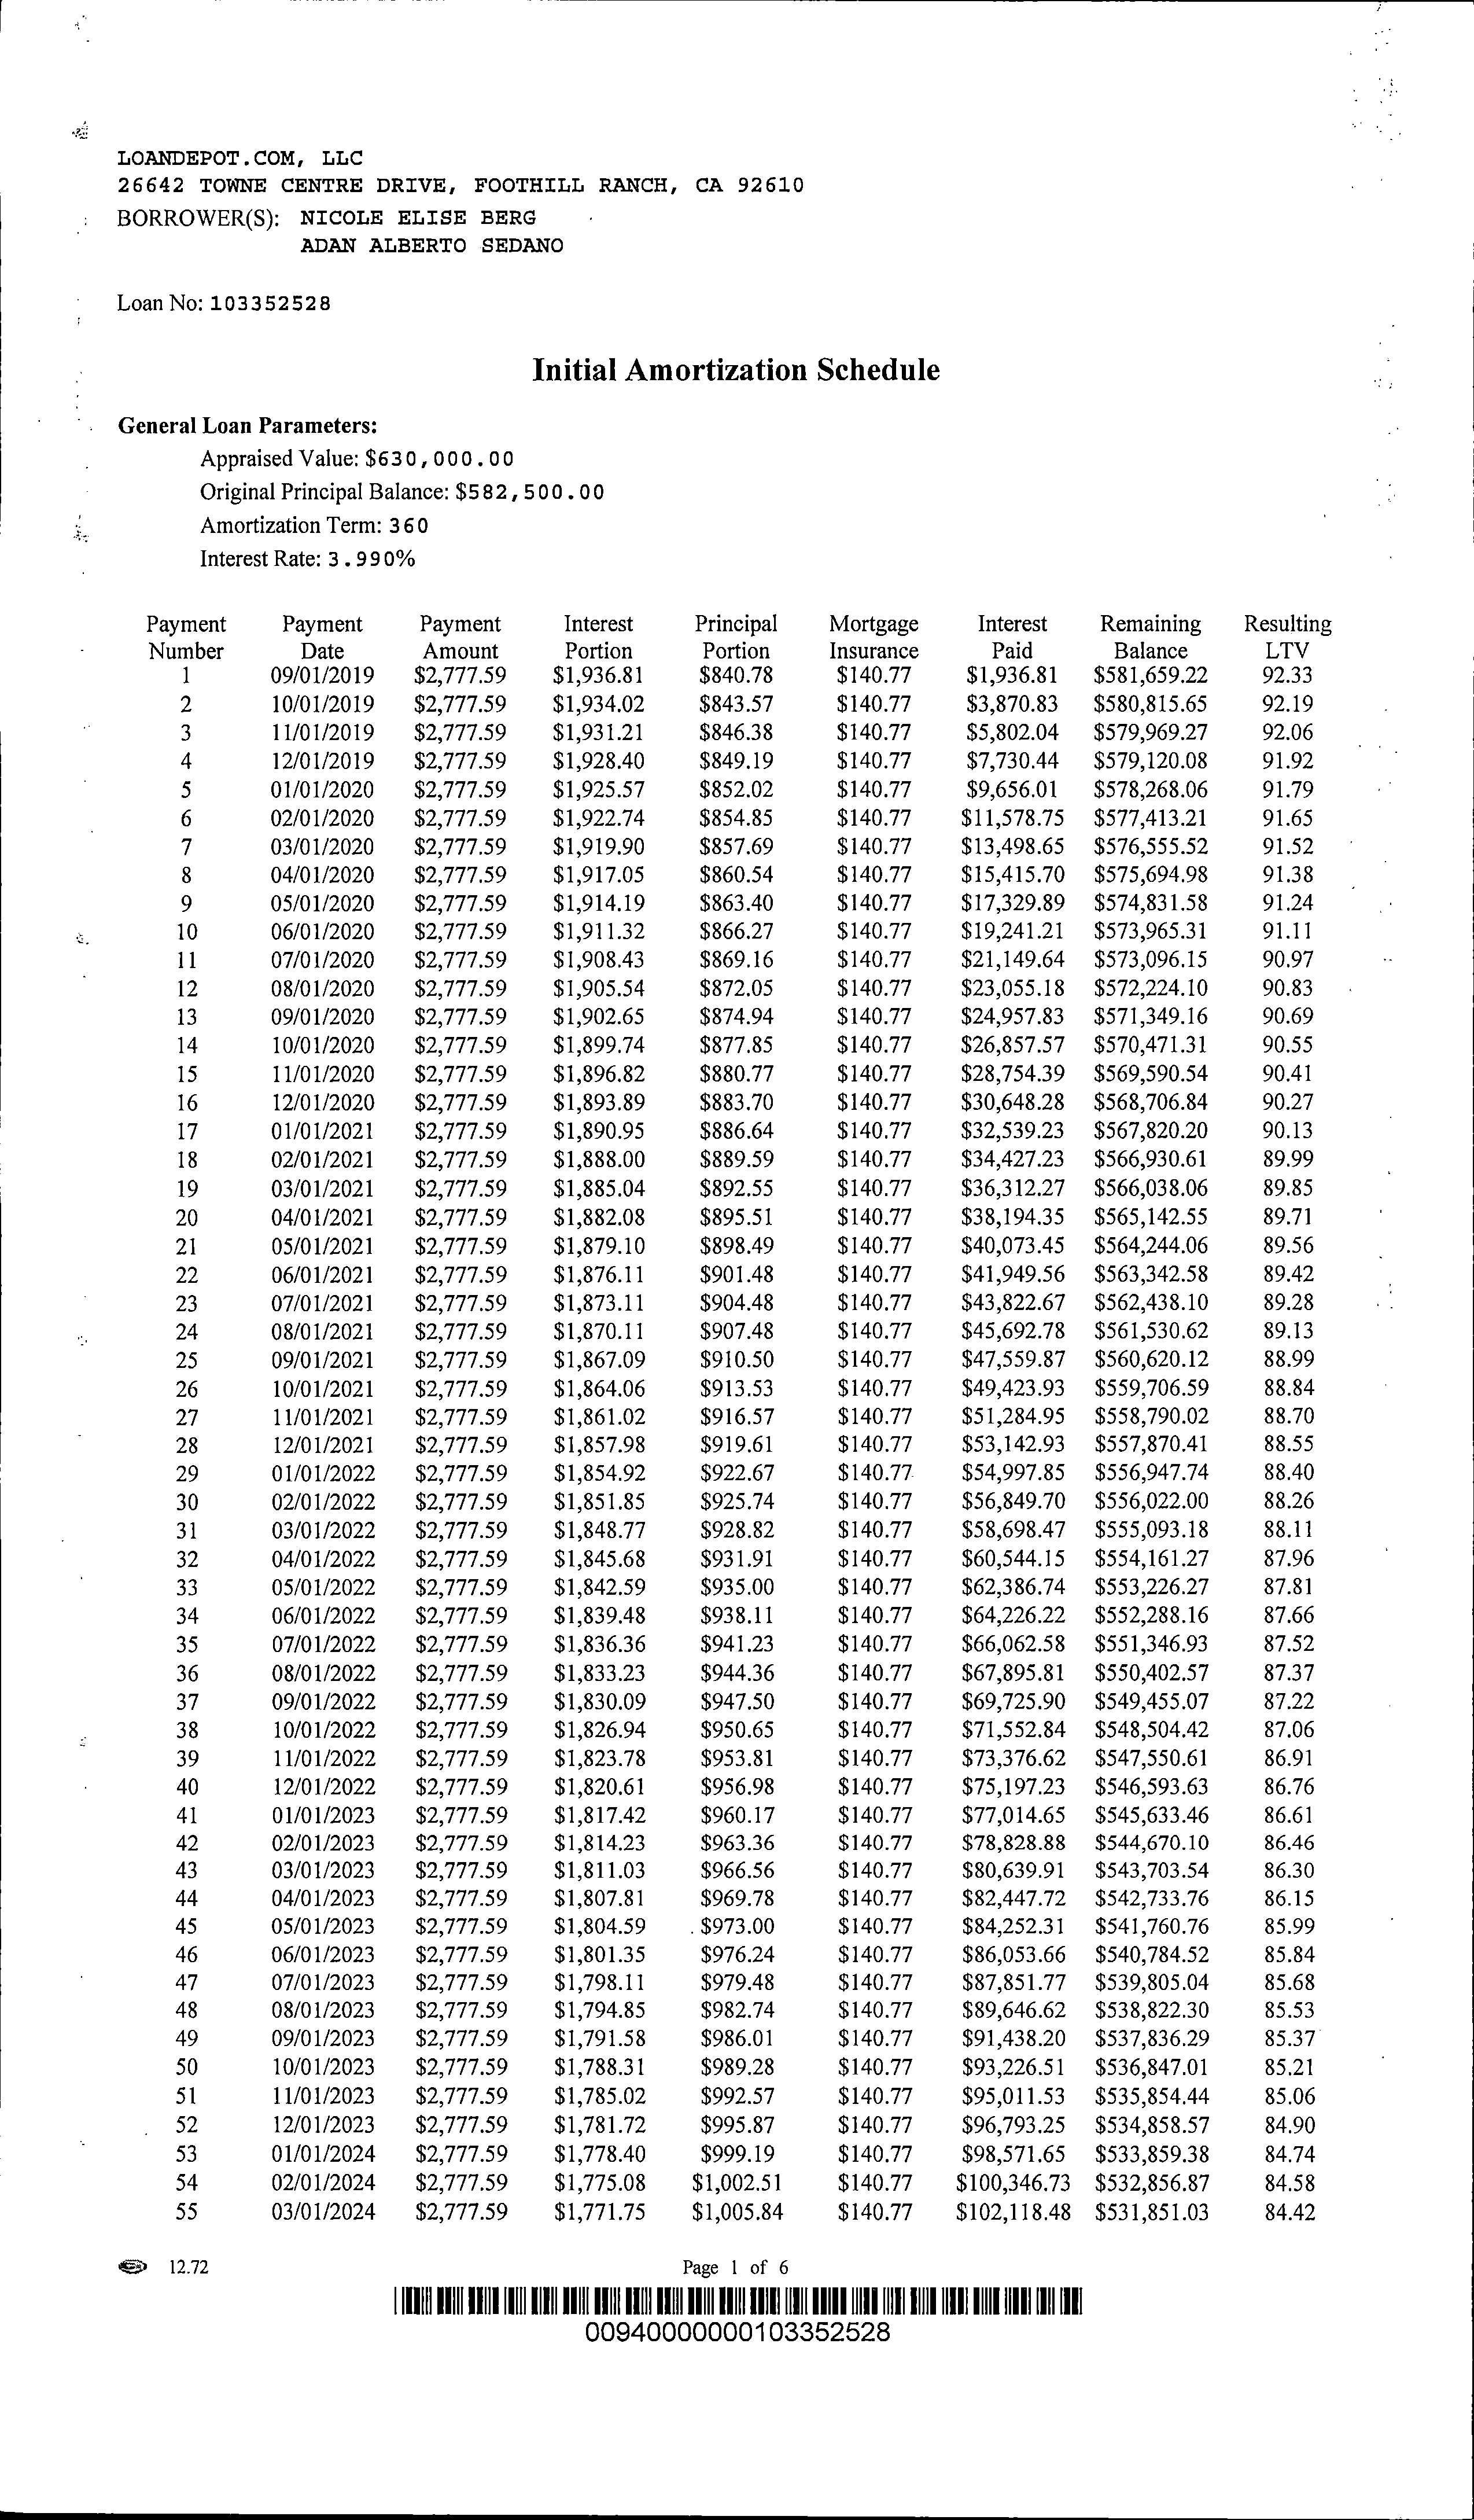 LOANDEPOT.COM, LLC
26642 TOWNE CENTRE DRIVE, FOOTHILL RANCH, CA 92610
BORROWER(S): NICOLE ELISE BERG
ADAN ALBERTO SEDANO
Loan No: 103352528
Initial Amortization Schedule
General Loan Parameters:
Appraised Value: $630,000.00
Original Principal Balance: $582,500.00
Amortization Term: 360
Interest Rate: 3.990%
Payment Payment Payment Interest Principal Mortgage Interest Remaining Resulting
Number Date Amount Portion Portion Insurance Paid Balance LTV
1 09/01/2019 $2,777.59 $1,936.81 $840.78 $140.77 $1,936.81 $581,659.22 92.33
2 10/01/2019 $2,777.59 $1,934.02 $843.57 $140.77 $3,870.83 $580,815.65 92.19
3 11/01/2019 $2,777.59 $1,931.21 $846.38 $140.77 $5,802.04 $579,969.27 92.06
4 12/01/2019 $2,777.59 $1,928.40 $849.19 $140.77 $7,730.44 $579,120.08 91.92
5 01/01/2020 $2,777.59 $1,925.57 $852.02 $140.77 $9,656.01 $578,268.06 91.79
6 02/01/2020 $2,777.59 $1,922.74 $854.85 $140.77 $11,578.75 $577,413.21 91.65
7 03/01/2020 $2,777.59 $1,919.90 $857.69 $140.77 $13,498.65 $576,555.52 91.52
8 04/01/2020 $2,777.59 $1,917.05 $860.54 $140.77 $15,415.70 $575,694.98 91.38
9 05/01/2020 $2,777.59 $1,914.19 $863.40 $140.77 $17,329.89 $574,831.58 91.24
10 06/01/2020 $2,777.59 $1,911.32 $866.27 $140.77 $19,241.21 $573,965.31 91.11
11 07/01/2020 $2,777.59 $1,908.43 $869.16 $140.77 $21,149.64 $573,096.15 90.97
12 08/01/2020 $2,777.59 $1,905.54 $872.05 $140.77 $23,055.18 $572,224.10 90.83
13 09/01/2020 $2,777.59 $1,902.65 $874.94 $140.77 $24,957.83 $571,349.16 90.69
14 10/01/2020 $2,777.59 $1,899.74 $877.85 $140.77 $26,857.57 $570,471.31 90.55
15 11/01/2020 $2,777.59 $1,896.82 $880.77 $140.77 $28,754.39 $569,590.54 90.41
16 12/01/2020 $2,777.59 $1,893.89 $883.70 $140.77 $30,648.28 $568,706.84 90.27
17 01/01/2021 $2,777.59 $1,890.95 $886.64 $140.77 $32,539.23 $567,820.20 90.13
18 02/01/2021 $2,777.59 $1,888.00 $889.59 $140.77 $34,427.23 $566,930.61 89.99
19 03/01/2021 $2,777.59 $1,885.04 $892.55 $140.77 $36,312.27 $566,038.06 89.85
20 04/01/2021 $2,777.59 $1,882.08 $895.51 $140.77 $38,194.35 $565,142.55 89.71
21 05/01/2021 $2,777.59 $1,879.10 $898.49 $140.77 $40,073.45 $564,244.06 89.56
22 06/01/2021 $2,777.59 $1,876.11 $901.48 $140.77 $41,949.56 $563,342.58 89.42
23 07/01/2021 $2,777.59 $1,873.11 $904.48 $140.77 $43,822.67 $562,438.10 89.28
24 08/01/2021 $2,777.59 $1,870.11 $907.48 $140.77 $45,692.78 $561,530.62 89.13
25 09/01/2021 $2,777.59 $1,867.09 $910.50 $140.77 $47,559.87 $560,620.12 88.99
26 10/01/2021 $2,777.59 $1,864.06 $913.53 $140.77 $49,423.93 $559,706.59 88.84
27 11/01/2021 $2,777.59 $1,861.02 $916.57 $140.77 $51,284.95 $558,790.02 88.70
28 12/01/2021 $2,777.59 $1,857.98 $919.61 $140.77 $53,142.93 $557,870.41 88.55
29 01/01/2022 $2,777.59 $1,854.92 $922.67 $140.77 $54,997.85 $556,947.74 88.40
30 02/01/2022 $2,777.59 $1,851.85 $925.74 $140.77 $56,849.70 $556,022.00 88.26
31 03/01/2022 $2,777.59 $1,848.77 $928.82 $140.77 $58,698.47 $555,093.18 88.11
32 04/01/2022 $2,777.59 $1,845.68 $931.91 $140.77 $60,544.15 $554,161.27 87.96
33 05/01/2022 $2,777.59 $1,842.59 $935.00 $140.77 $62,386.74 $553,226.27 87.81
34 06/01/2022 $2,777.59 $1,839.48 $938.11 $140.77 $64,226.22 $552,288.16 87.66
35 07/01/2022 $2,777.59 $1,836.36 $941.23 $140.77 $66,062.58 $551,346.93 87.52
36 08/01/2022 $2,777.59 $1,833.23 $944.36 $140.77 $67,895.81 $550,402.57 87.37
37 09/01/2022 $2,777.59 $1,830.09 $947.50 $140.77 $69,725.90 $549,455.07 87.22
38 10/01/2022 $2,777.59 $1,826.94 $950.65 $140.77 $71,552.84 $548,504.42 87.06
39 11/01/2022 $2,777.59 $1,823.78 $953.81 $140.77 $73,376.62 $547,550.61 86.91
40 12/01/2022 $2,777.59 $1,820.61 $956.98 $140.77 $75,197.23 $546,593.63 86.76
41 01/01/2023 $2,777.59 $1,817.42 $960.17 $140.77 $77,014.65 $545,633.46 86.61
42 02/01/2023 $2,777.59 $1,814.23 $963.36 $140.77 $78,828.88 $544,670.10 86.46
43 03/01/2023 $2,777.59 $1,811.03 $966.56 $140.77 $80,639.91 $543,703.54 86.30
44 04/01/2023 $2,777.59 $1,807.81 $969.78 $140.77 $82,447.72 $542,733.76 86.15
45 05/01/2023 $2,777.59 $1,804.59 $973.00 $140.77 $84,252.31 $541,760.76 85.99
46 06/01/2023 $2,777.59 $1,801.35 $976.24 $140.77 $86,053.66 $540,784.52 85.84
47 07/01/2023 $2,777.59 $1,798.11 $979.48 $140.77 $87,851.77 $539,805.04 85.68
48 08/01/2023 $2,777.59 $1,794.85 $982.74 $140.77 $89,646.62 $538,822.30 85.53
49 09/01/2023 $2,777.59 $1,791.58 $986.01 $140.77 $91,438.20 $537,836.29 85.37
50 10/01/2023 $2,777.59 $1,788.31 $989.28 $140.77 $93,226.51 $536,847.01 85.21
51 11/01/2023 $2,777.59 $1,785.02 $992.57 $140.77 $95,011.53 $535,854.44 85.06
52 12/01/2023 $2,777.59 $1,781.72 $995.87 $140.77 $96,793.25 $534,858.57 84.90
53 01/01/2024 $2,777.59 $1,778.40 $999.19 $140.77 $98,571.65 $533,859.38 84.74
54 02/01/2024 $2,777.59 $1,775.08 $1,002.51 $140.77 $100,346.73 $532,856.87 84.58
55 03/01/2024 $2,777.59 $1,771.75 $1,005.84 $140.77 $102,118.48 $531,851.03 84.42
12.72 Page 1 of 6
00940000000103352528